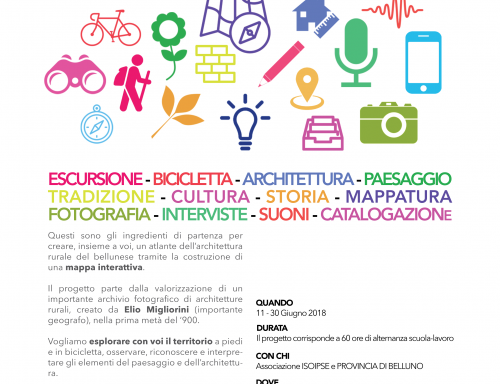 ESCURSIONE - BICICLETTA - ARCHITETTURA - PAESAGGIO
TRADIZIONE - CULTURA - STORIA - MAPPATURA
FOTOGRAFIA - INTERVISTE - SUONI - CATALOGAZIONE
Questi sono gli ingredienti di partenza per
creare, insieme a voi, un atlante dell'architettura
rurale del bellunese tramite la costruzione di
una mappa interattiva.
Il progetto parte dalla valorizzazione di un
importante archivio fotografico di architetture
rurali, creato da Elio Migliorini (importante
geografo), nella prima metà del '900.
Vogliamo esplorare con voi il territorio a piedi
e in bicicletta, osservare, riconoscere e interpre-
tare gli elementi del paesaggio e dell'architettu-
ra.
QUANDO
11 - 30 Giugno 2018
DURATA
Il progetto corrisponde a 60 ore di alternanza scuola-lavoro
CON CHI
Associazione ISOIPSE e PROVINCIA DI BELLUNO
DOVE